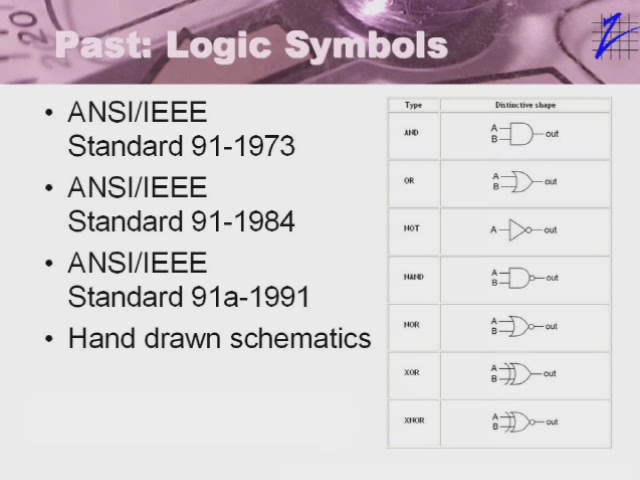 Past: Logic Symbols
• ANSI/IEEE
Standard 91-1973
• ANSI/IEEE
Standard 91-1984
• ANSI/IEEE
Standard 91a-1991
• Hand drawn schematics
Type Distinctive shape
AND A B out
OR A B out
NOT A out
NAND A B out
NOR A B out
XOR A B out
XNOR A B out
120